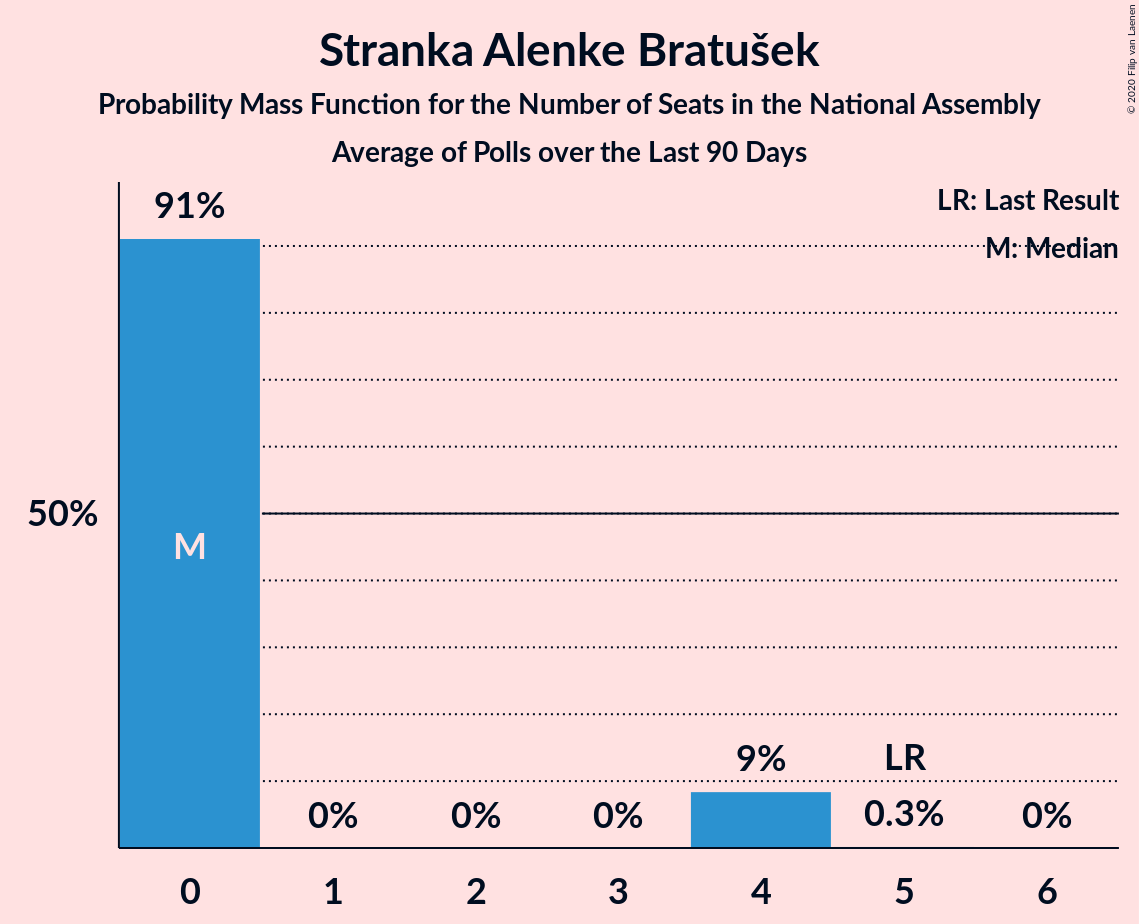 Stranka Alenke Bratušek
Probability Mass Function for the Number of Seats in the National Assembly
Average of Polls over the Last 90 Days
© 2020 Filip van Laenen
LR: Last Result
M: Median
91%
50%
M
9%
LR
0%
0%
0%
0.3%
0%
0
1
2
3
4
5
6